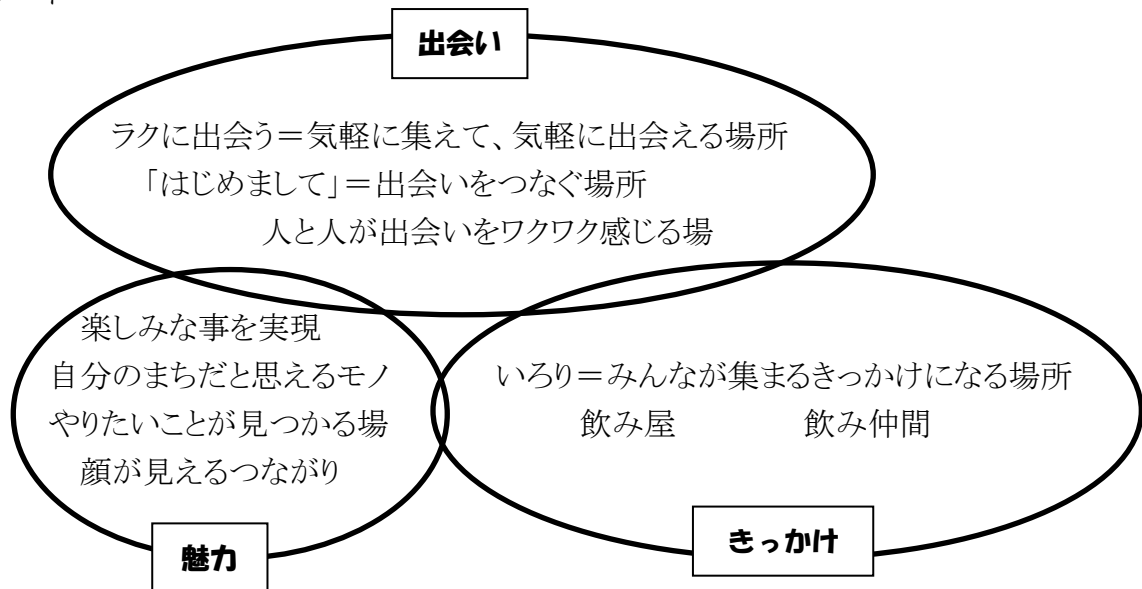 出会い
ラクに出会う＝気軽に集えて、気軽に出会える場所
「はじめまして」＝出会いをつなぐ場所
人と人が出会いをワクワク感じる場
楽しみな事を実現
自分のまちだと思えるモノ
やりたいことが見つかる場
顔が見えるつながり
魅力
いろり＝みんなが集まるきっかけになる場所
飲み屋　飲み仲間
きっかけ